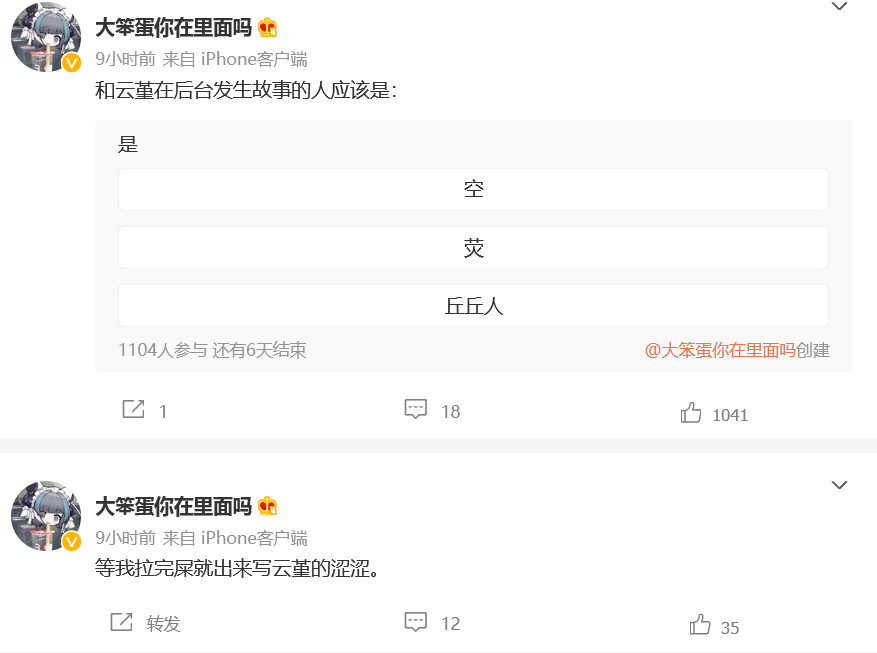 大笨蛋你在里面吗
9小时前 来自 iPhone客户端
和云堇在后台发生故事的人应该是：
是
空
荧
丘丘人
1104人参与 还有6天结束 @大笨蛋你在里面吗创建
1 18 1041
大笨蛋你在里面吗
9小时前 来自 iPhone客户端
等我拉完屎就出来写云堇的涩涩。
转发 12 35